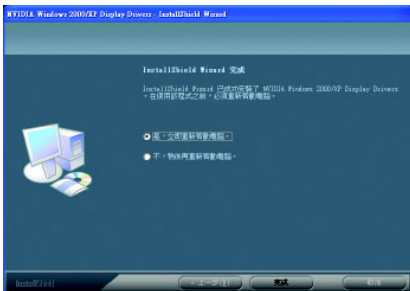 NVIDIA Windows 2000/XP Display Drivers - InstallShield Wizard
InstallShield Wizard 完成
InstallShield Wizard 已成功安裝了 NVIDIA Windows 2000/XP Display Drivers
。在使用該程式之前，必須重新啟動電腦。
是，立即重新啟動電腦。
不，稍後再重新啟動電腦。
InstallShield
< 上一步(B)
完成
取消